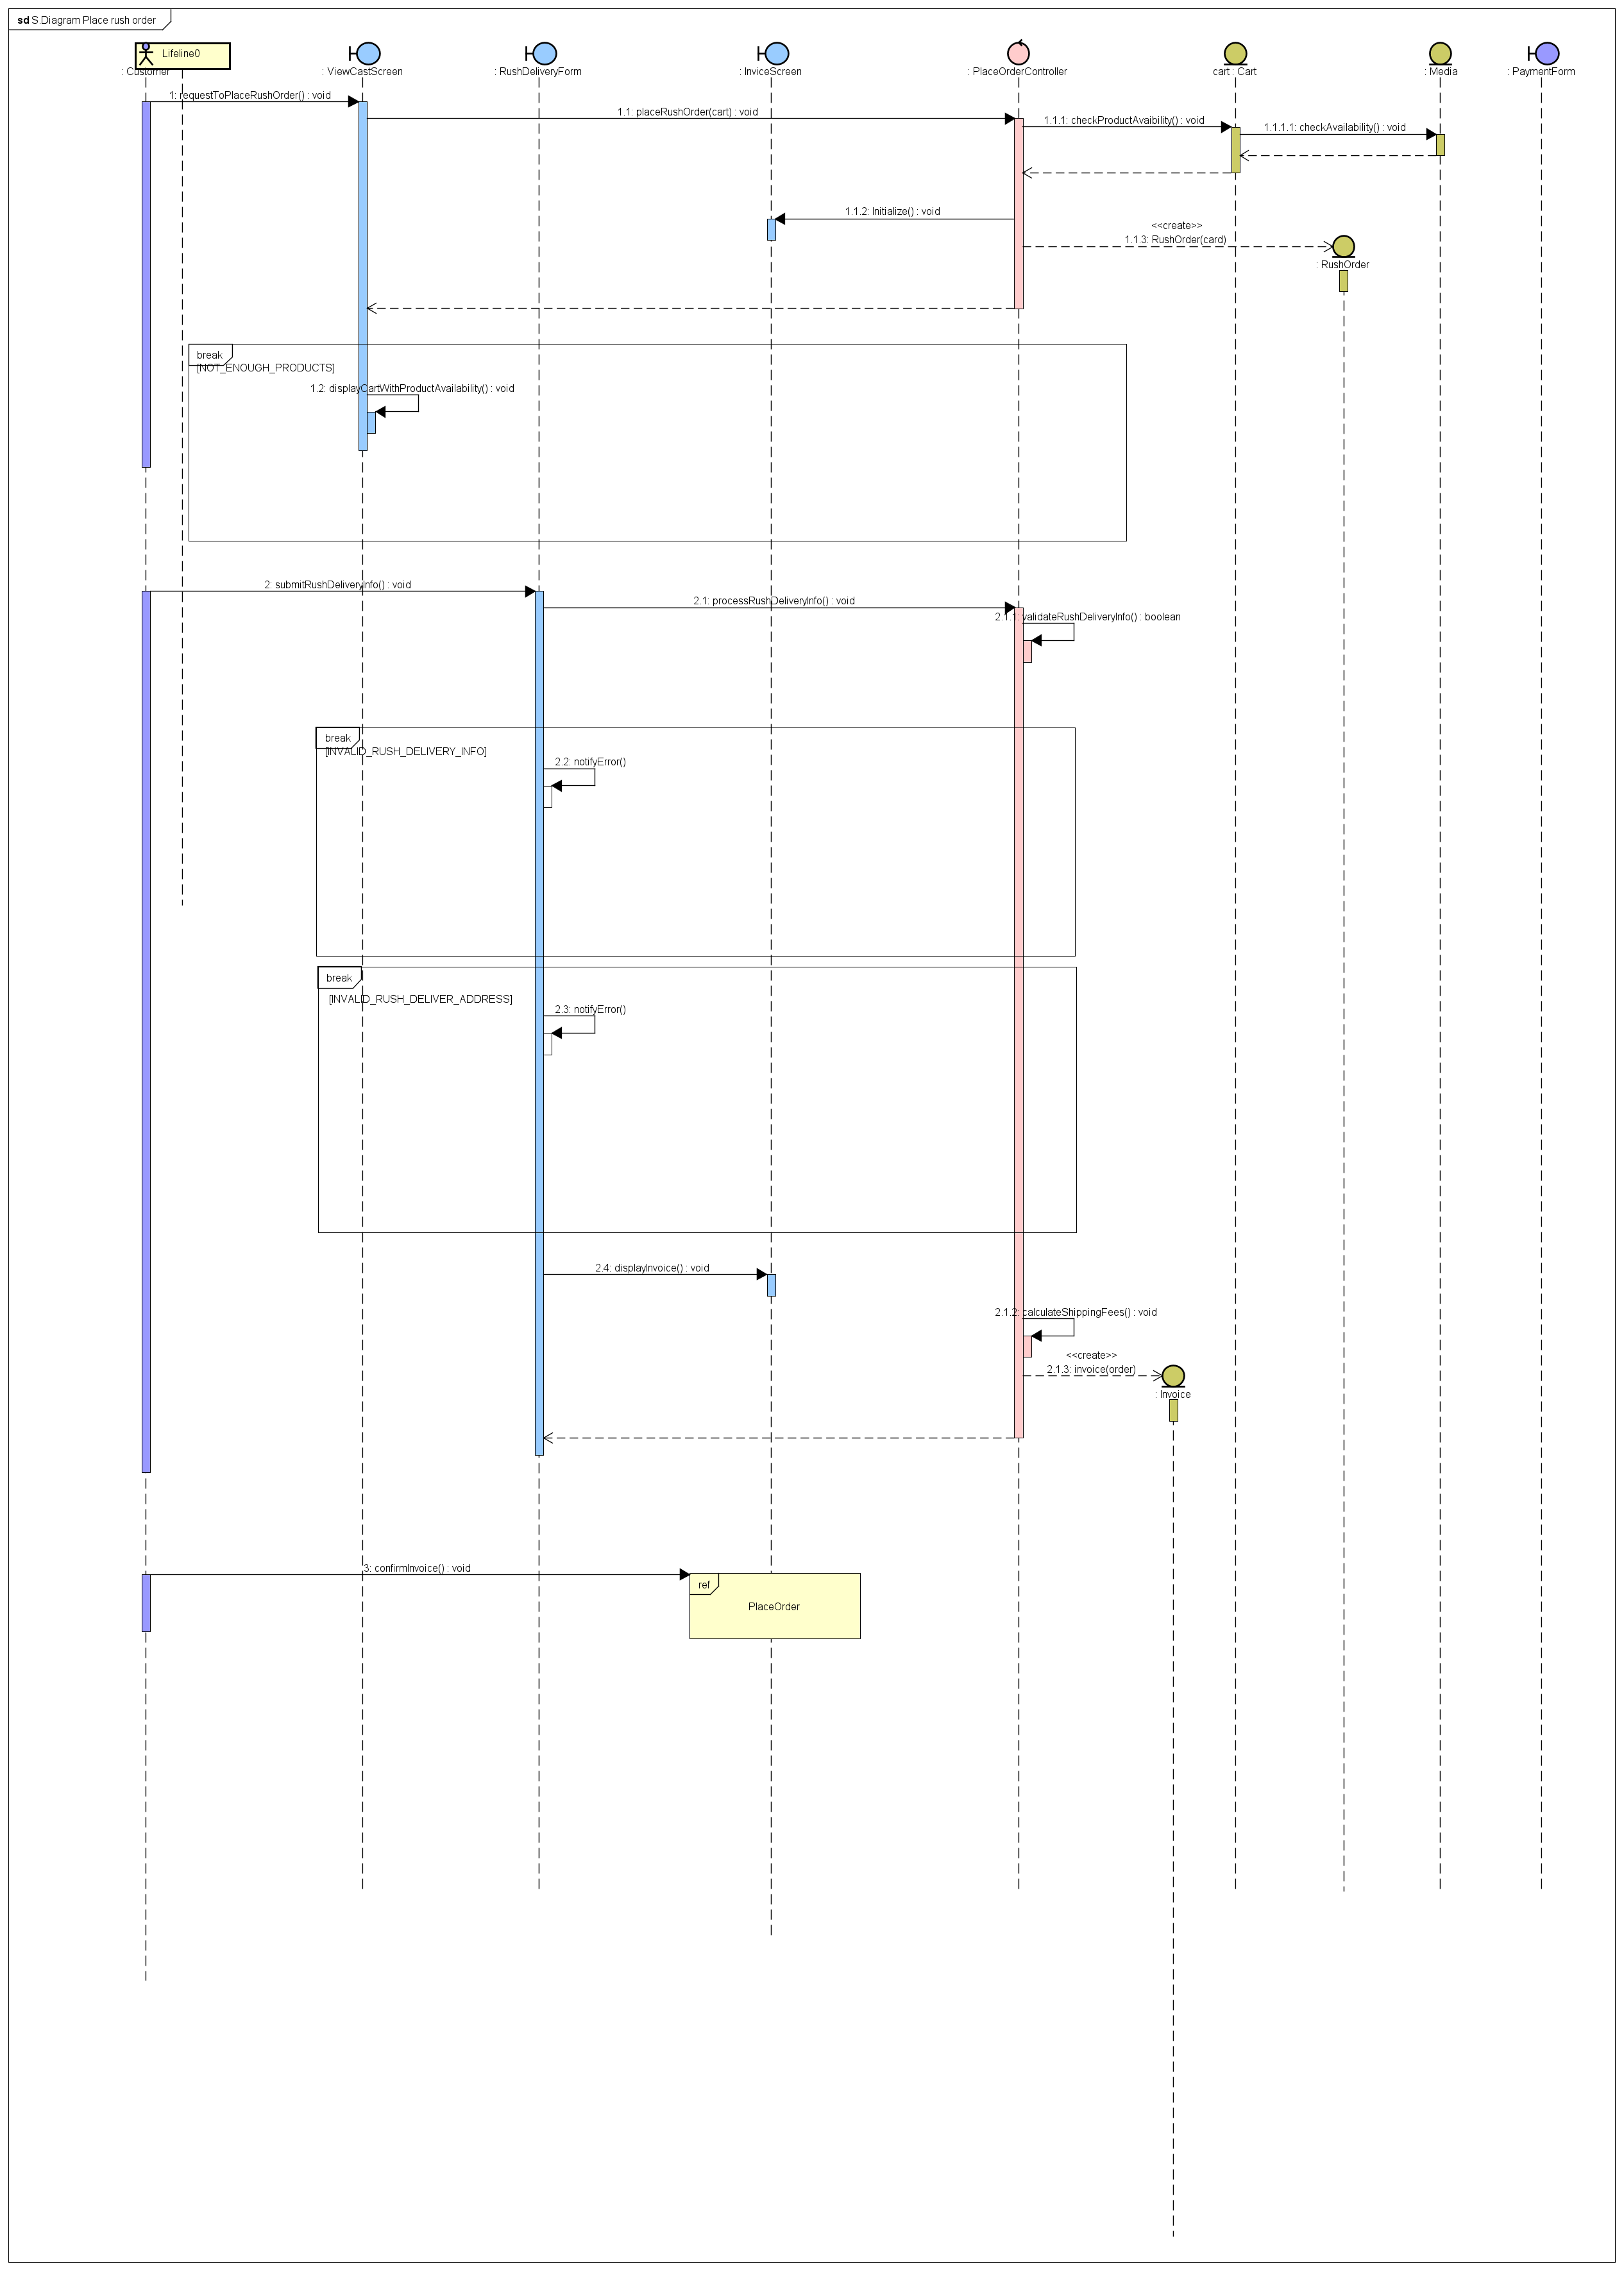 sd S.Diagram Place rush order
Lifeline0
: Customer
: ViewCastScreen
: RushDeliveryForm
: InviceScreen
: PlaceOrderController
cart : Cart
: Media
: PaymentForm
1: requestToPlaceRushOrder() : void
1.1: placeRushOrder(cart) : void
1.1.1: checkProductAvaibility() : void
1.1.1.1: checkAvailability() : void
1.1.2: Initialize() : void
<<create>>
1.1.3: RushOrder(card)
: RushOrder
break
[NOT_ENOUGH_PRODUCTS]
1.2: displayCartWithProductAvailability() : void
2: submitRushDeliveryInfo() : void
2.1: processRushDeliveryInfo() : void
2.1.1: validateRushDeliveryInfo() : boolean
break
[INVALID_RUSH_DELIVERY_INFO]
2.2: notifyError()
break
[INVALID_RUSH_DELIVER_ADDRESS]
2.3: notifyError()
2.4: displayInvoice() : void
2.1.2: calculateShippingFees() : void
<<create>>
2.1.3: invoice(order)
: Invoice
3: confirmInvoice() : void
ref
PlaceOrder